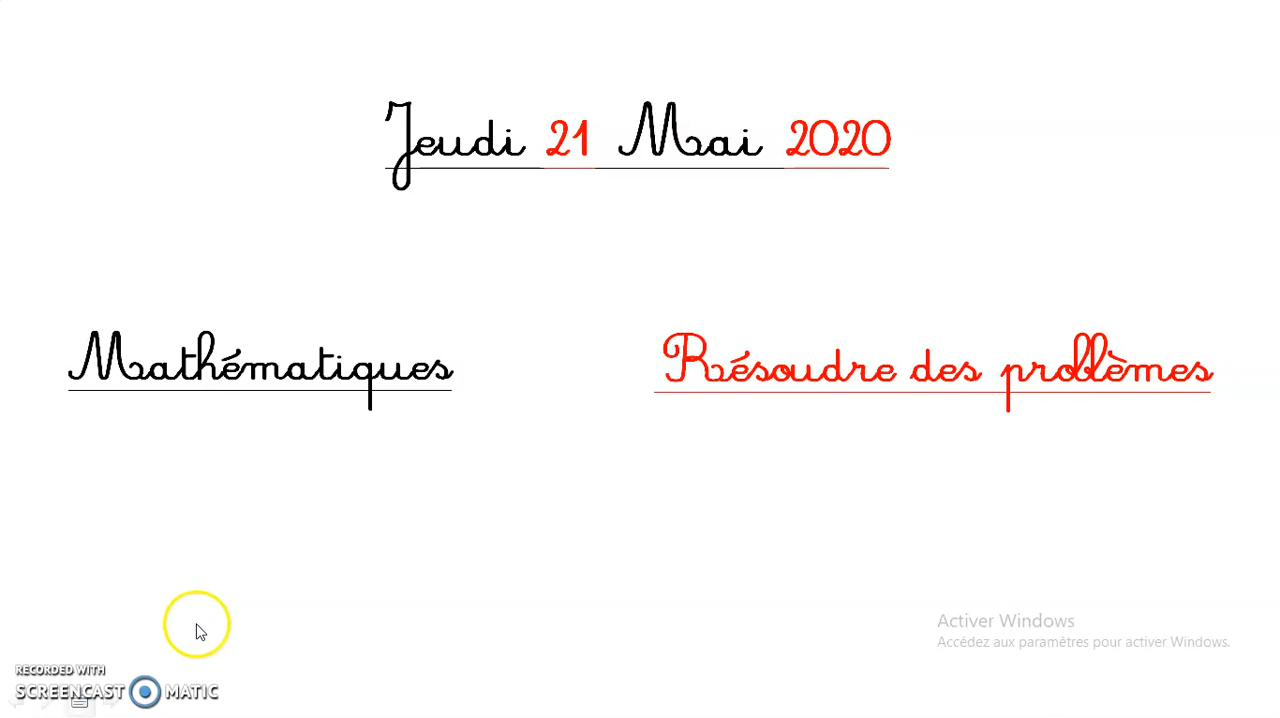 Jeudi 21 Mai 2020
Mathématiques Résoudre des problèmes
Activer Windows
Accédez aux paramètres pour activer Windows.
RECORDED WITH
SCREENCAST MATIC